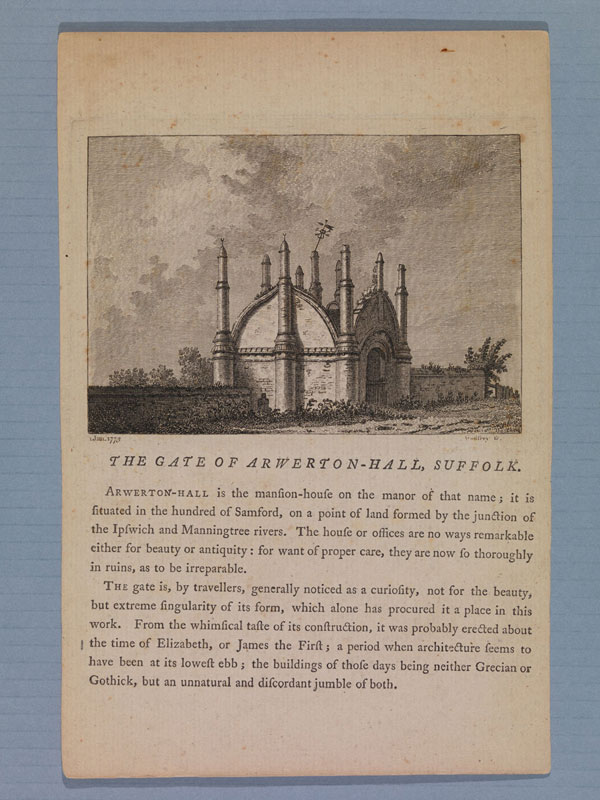 1 Jan. 1775
Godfrey sc.
THE GATE OF ARWERTON-HALL, SUFFOLK.
ARWERTON-HALL is the manſion-houſe on the manor of that name; it is
ſituated in the hundred of Samford, on a point of land formed by the junction of
the Ipſwich and Manningtree rivers. The houſe or offices are no ways remarkable
either for beauty or antiquity: for want of proper care, they are now ſo thoroughly
in ruins, as to be irreparable.
THE gate is, by travellers, generally noticed as a curioſity, not for the beauty,
but extreme ſingularity of its form, which alone has procured it a place in this
work. From the whimſical taſte of its conſtruction, it was probably erected about
the time of Elizabeth, or James the Firſt; a period when architecture ſeems to
have been at its loweſt ebb; the buildings of thoſe days being neither Grecian or
Gothick, but an unnatural and diſcordant jumble of both.